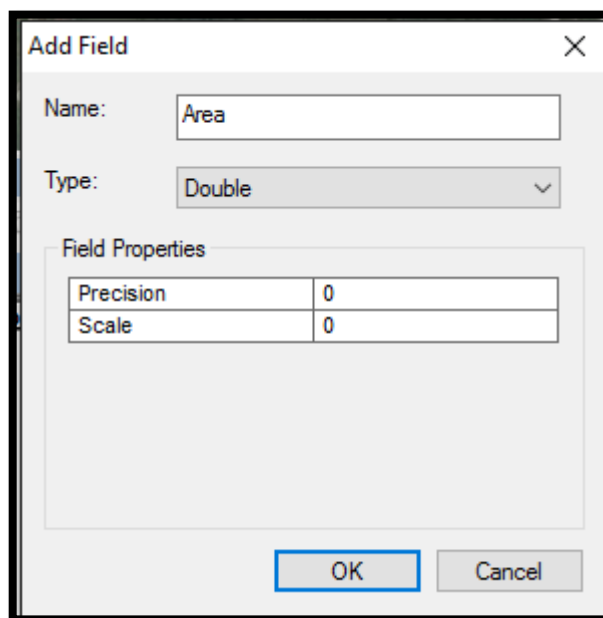 Add Field
Name: Area
Type: Double
Field Properties
Precision 0
Scale 0
OK Cancel